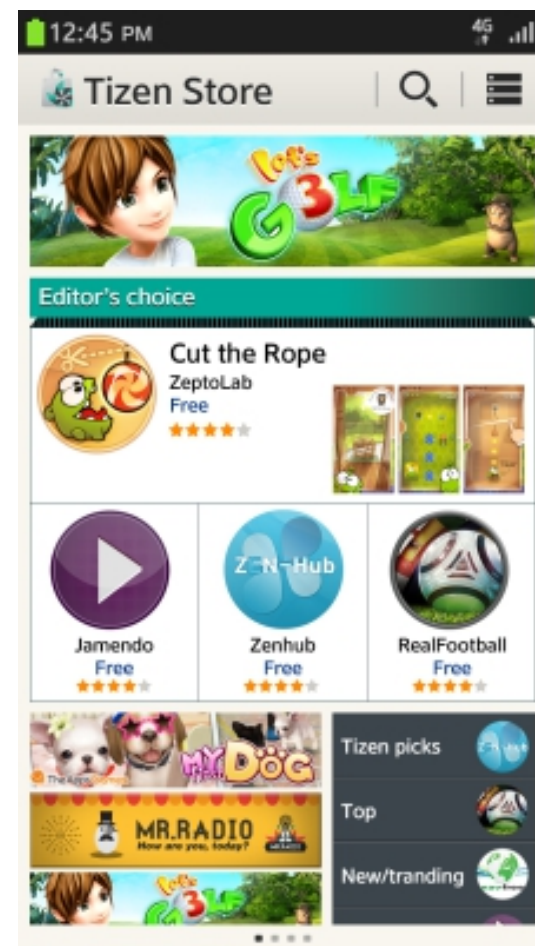 12:45 PM
4G
Tizen Store
Let's
G3LF
Editor's choice
Cut the Rope
ZeptoLab
Free
ZEN-Hub
Jamendo
Zenhub
RealFootball
Free
Free
Free
MY DOG
Tizen picks
MR.RADIO
How are you, today?
Top
New/tranding
Let's
G3LF